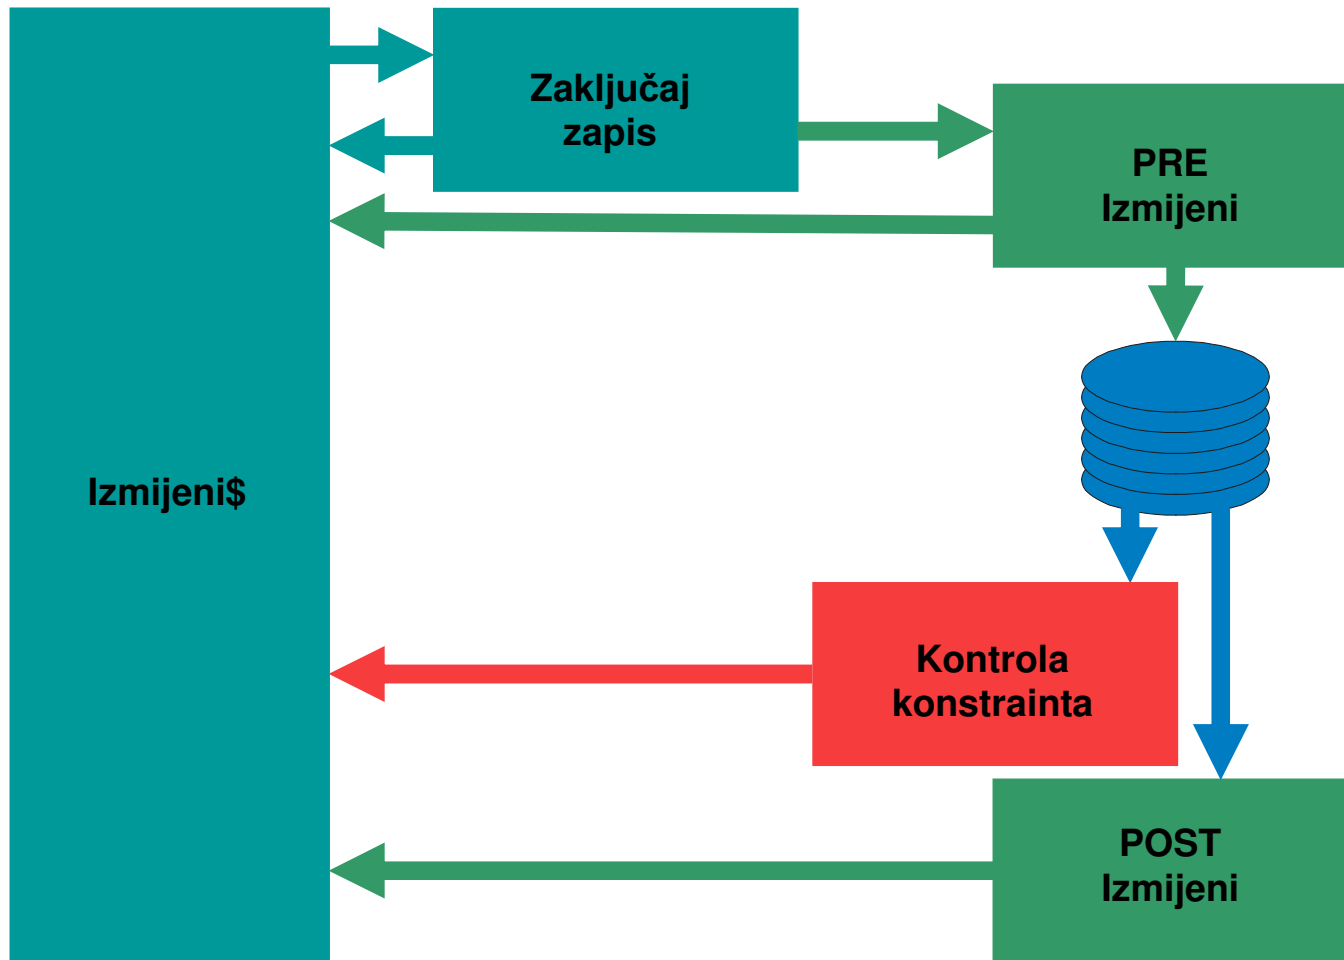 Zaključaj
zapis
PRE
Izmijeni
Izmijeni$
Kontrola
konstrainta
POST
Izmijeni